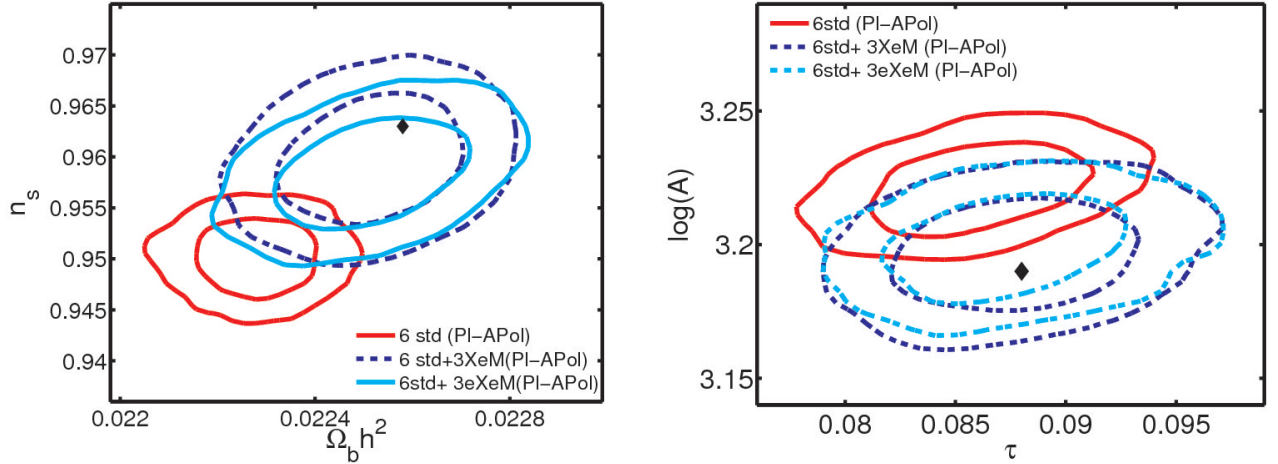 0.97
0.965
0.96
0.955
0.95
0.945
0.94
n_s
6 std (Pl−APol)
6 std+3XeM(Pl−APol)
6std+ 3eXeM(Pl−APol)
0.022
0.0224
0.0228
Ω_b h²
6std (Pl−APol)
6std+ 3XeM (Pl−APol)
6std+ 3eXeM (Pl−APol)
3.25
3.2
3.15
log(A)
0.08
0.085
0.09
0.095
τ